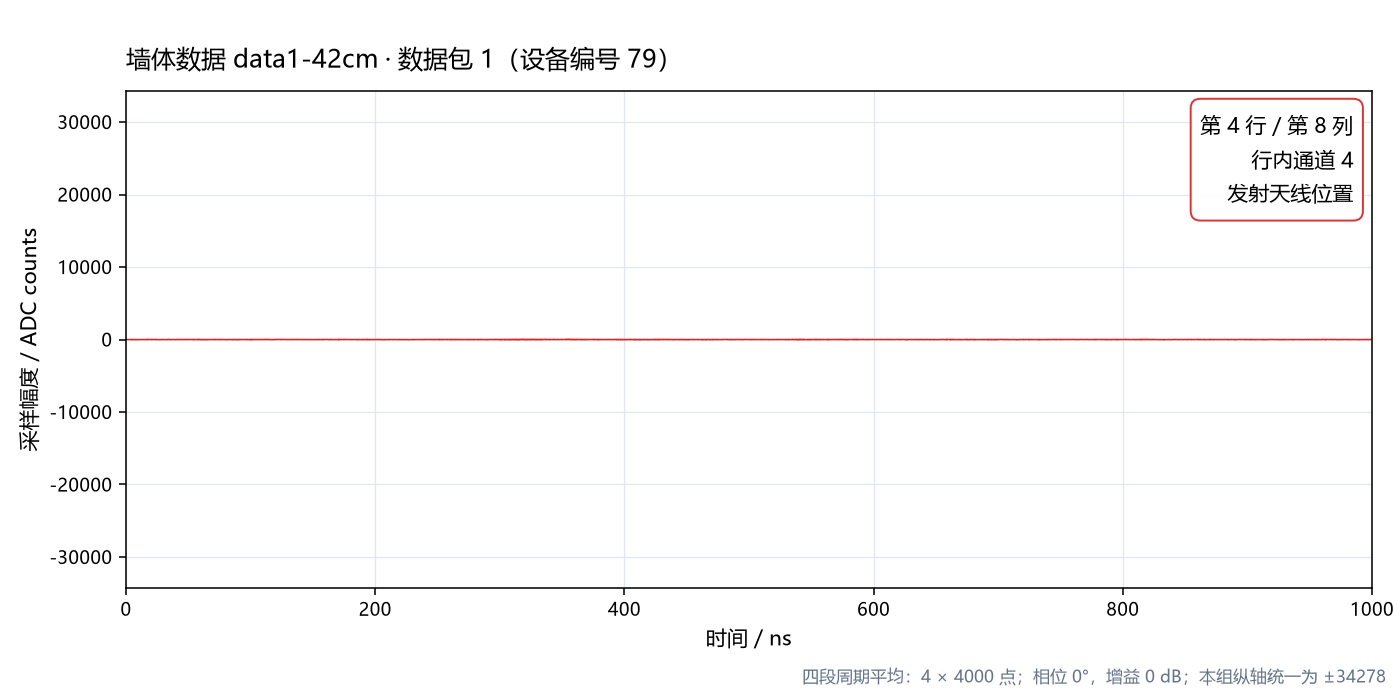 墙体数据 data1-42cm · 数据包 1（设备编号 79）
第 4 行 / 第 8 列
行内通道 4
发射天线位置
采样幅度 / ADC counts
30000
20000
10000
0
-10000
-20000
-30000
0 200 400 600 800 1000
时间 / ns
四段周期平均：4 × 4000 点；相位 0°，增益 0 dB；本组纵轴统一为 ±34278